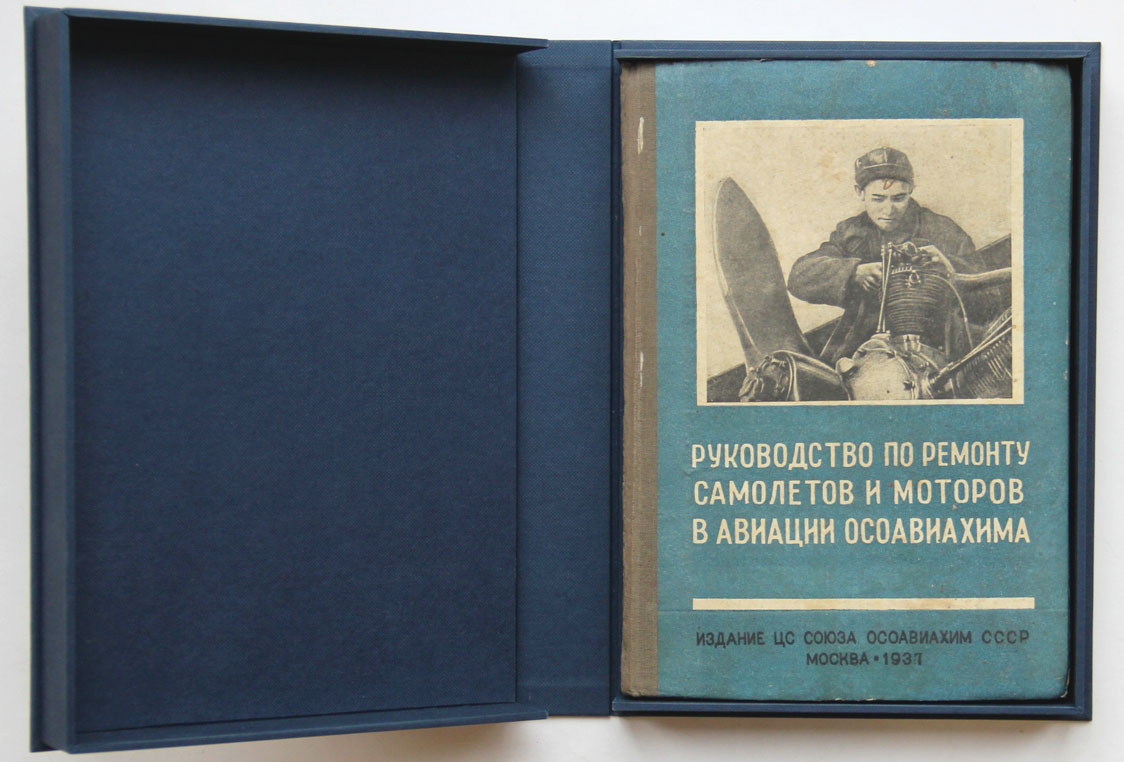 РУКОВОДСТВО ПО РЕМОНТУ
САМОЛЕТОВ И МОТОРОВ
В АВИАЦИИ ОСОАВИАХИМА
ИЗДАНИЕ ЦС СОЮЗА ОСОАВИАХИМ СССР
МОСКВА • 1937